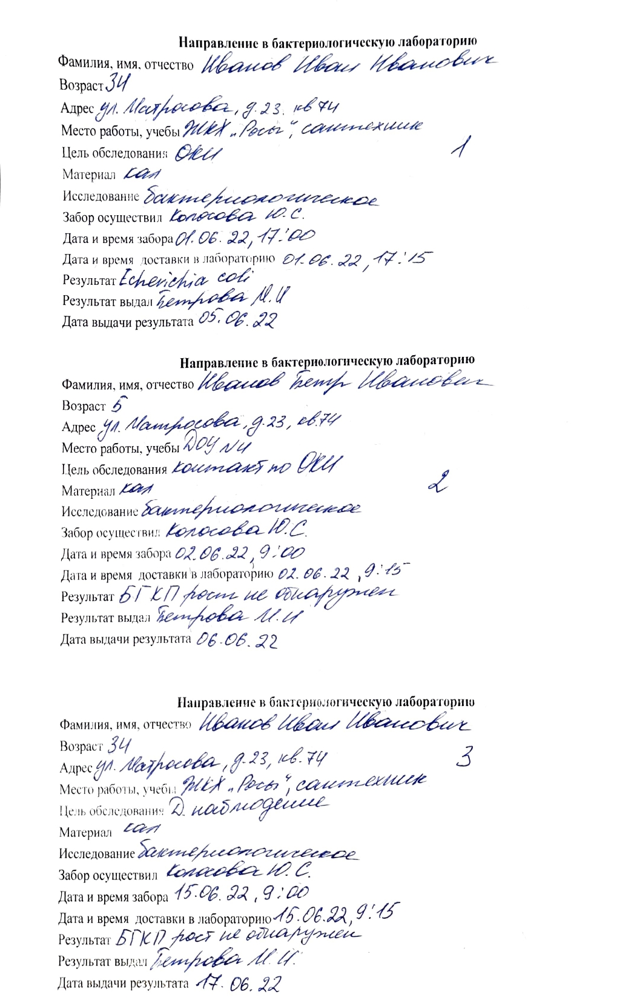 Направление в бактериологическую лабораторию
Фамилия, имя, отчество Иванов Иван Иванович
Возраст 34
Адрес ул. Матросова, д.23. кв 74
Место работы, учебы ЖКХ „Росы", сантехник
Цель обследования ОКИ
1
Материал кал
Исследование бактериологическое
Забор осуществил Колосова Ю.С.
Дата и время забора 01.06.22, 17:00
Дата и время доставки в лабораторию 01.06.22, 17:15
Результат Echerichia coli
Результат выдал Петрова М.И
Дата выдачи результата 05.06.22
Направление в бактериологическую лабораторию
Фамилия, имя, отчество Иванов Петр Иванович
Возраст 5
Адрес ул. Матросова, д.23, кв.74
Место работы, учебы ДОУ N4
Цель обследования контакт по ОКИ
2
Материал кал
Исследование бактериологическое
Забор осуществил Колосова Ю.С.
Дата и время забора 02.06.22, 9:00
Дата и время доставки в лабораторию 02.06.22, 9:15
Результат БГКП рост не обнаружен
Результат выдал Петрова М.И
Дата выдачи результата 06.06.22
Направление в бактериологическую лабораторию
Фамилия, имя, отчество Иванов Иван Иванович
Возраст 34
3
Адрес ул. Матросова, д.23, кв.74
Место работы, учебы ЖКХ „Росы", сантехник
Цель обследования Д. наблюдение
Материал кал
Исследование бактериологическое
Забор осуществил Колосова Ю.С.
Дата и время забора 15.06.22, 9:00
Дата и время доставки в лабораторию 15.06.22, 9:15
Результат БГКП рост не обнаружен
Результат выдал Петрова М.И.
Дата выдачи результата 17.06.22